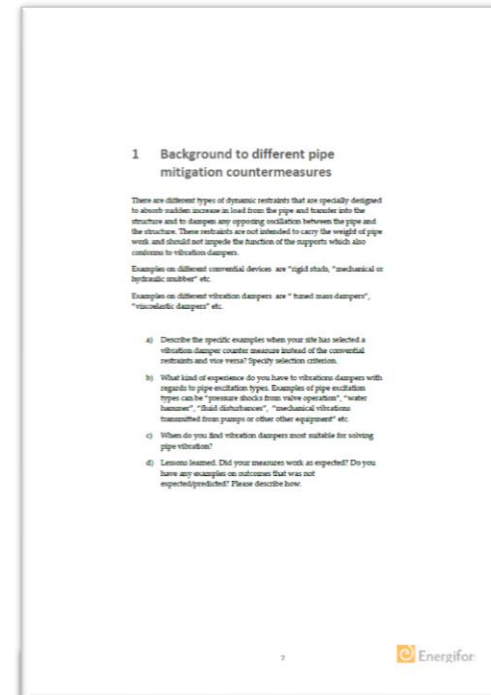 1 Background to different pipe
mitigation countermeasures
There are different types of dynamic restraints that are specially designed
to absorb sudden increase in load from the pipe and transfer into the
structure and to dampen any opposing oscillation between the pipe and
the structure. These restraints are not intended to carry the weight of pipe
work and should not impede the function of the supports which also
conforms to vibration dampers.
Examples on different convential devices are "rigid studs, "mechanical or
hydraulic snubber" etc.
Examples on different vibration dampers are " tuned mass dampers",
"viscoelastic dampers" etc.
a) Describe the specific examples when your site has selected a
vibration damper counter measure instead of the convential
restraints and vice versa? Specify selection criterion.
b) What kind of experience do you have to vibrations dampers with
regards to pipe excitation types. Examples of pipe excitation
types can be "pressure shocks from valve operation", "water
hammer", "fluid disturbances", "mechanical vibrations
transmitted from pumps or other other equipment" etc.
c) When do you find vibration dampers most suitable for solving
pipe vibration?
d) Lessons learned. Did your measures work as expected? Do you
have any examples on outcomes that was not
expected/predicted? Please describe how.
7
Energifor